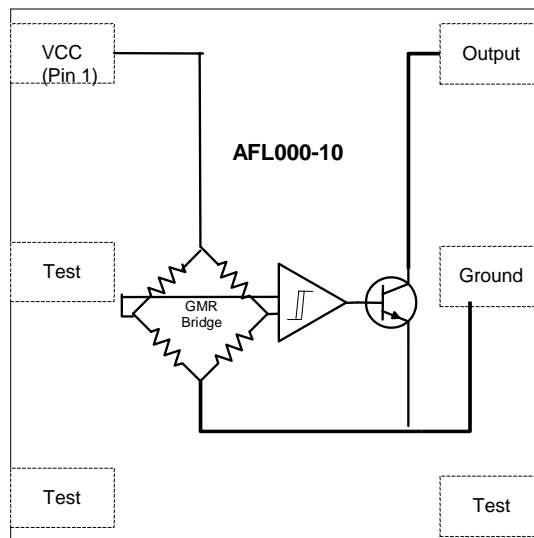 VCC
(Pin 1)
Output
AFL000-10
Test
Ground
GMR
Bridge
Test
Test